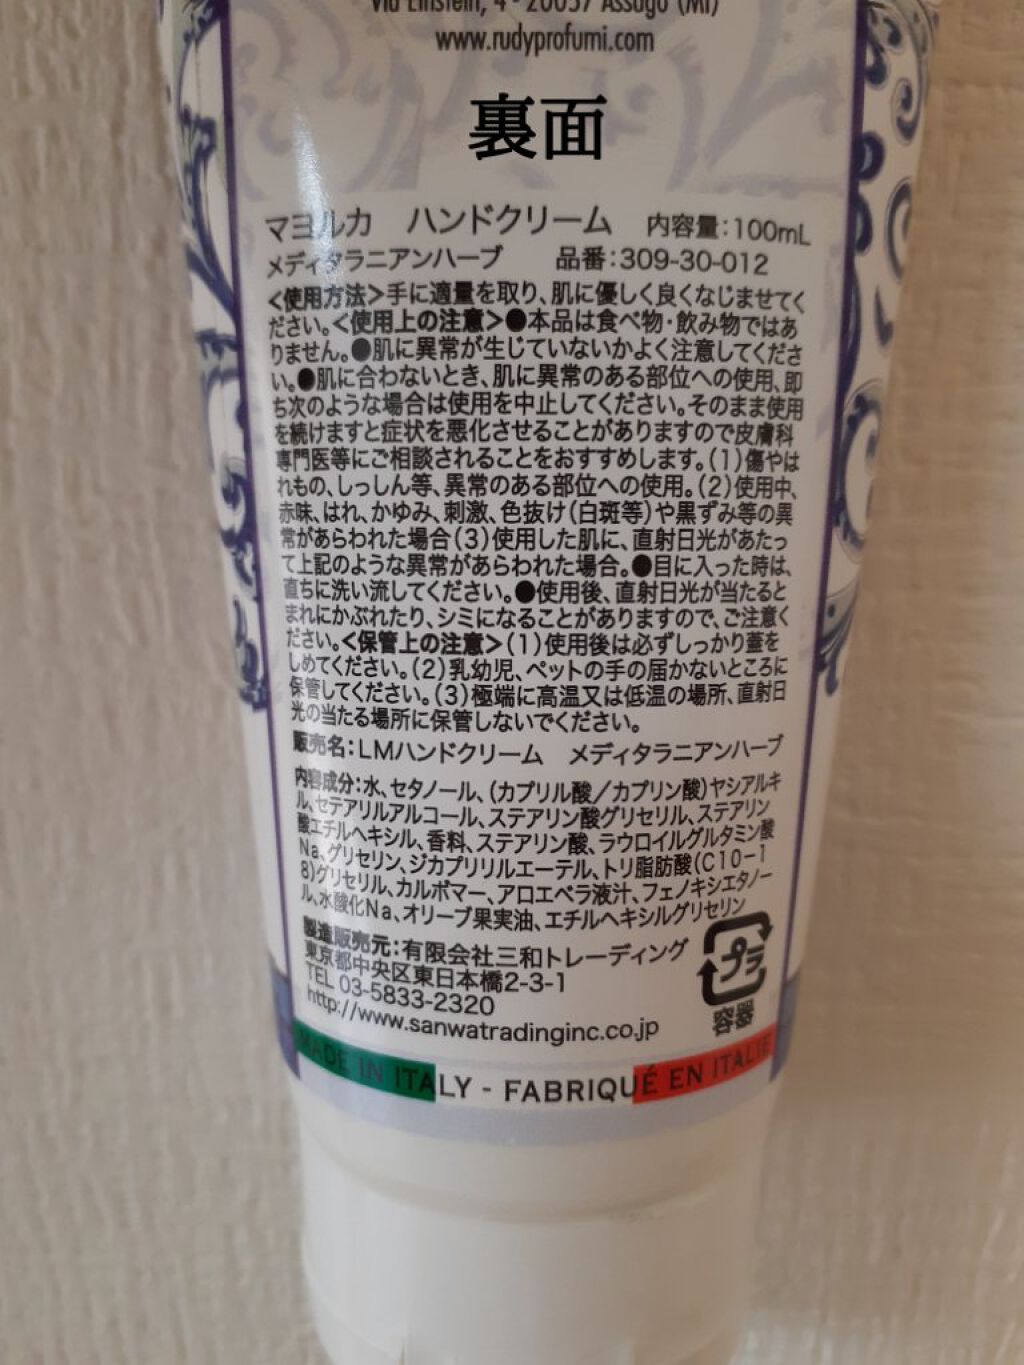 Via Einstein, 4 - 20057 Assago (MI)
www.rudyprofumi.com
裏面
マヨルカ ハンドクリーム 内容量:100mL
メディタラニアンハーブ 品番:309-30-012
<使用方法>手に適量を取り、肌に優しく良くなじませてく
ださい。<使用上の注意>●本品は食べ物・飲み物ではあ
りません。●肌に異常が生じていないかよく注意してくださ
い。●肌に合わないとき、肌に異常のある部位への使用、即
ち次のような場合は使用を中止してください。そのまま使用
を続けますと症状を悪化させることがありますので皮膚科
専門医等にご相談されることをおすすめします。(1)傷やは
れもの、しっしん等、異常のある部位への使用。(2)使用中、
赤味、はれ、かゆみ、刺激、色抜け(白斑等)や黒ずみ等の異
常があらわれた場合(3)使用した肌に、直射日光があたっ
て上記のような異常があらわれた場合。●目に入った時は、
直ちに洗い流してください。●使用後、直射日光が当たると
まれにかぶれたり、シミになることがありますので、ご注意く
ださい。<保管上の注意>(1)使用後は必ずしっかり蓋を
しめてください。(2)乳幼児、ペットの手の届かないところに
保管してください。(3)極端に高温又は低温の場所、直射日
光の当たる場所に保管しないでください。
販売名:LMハンドクリーム メディタラニアンハーブ
内容成分:水、セタノール、(カプリル酸/カプリン酸)ヤシアルキ
ル、セテアリルアルコール、ステアリン酸グリセリル、ステアリン
酸エチルヘキシル、香料、ステアリン酸、ラウロイルグルタミン酸
Na、グリセリン、ジカプリリルエーテル、トリ脂肪酸(C10-1
8)グリセリル、カルボマー、アロエベラ液汁、フェノキシエタノー
ル、水酸化Na、オリーブ果実油、エチルヘキシルグリセリン
製造販売元:有限会社三和トレーディング
東京都中央区東日本橋2-3-1
TEL 03-5833-2320
http://www.sanwatradinginc.co.jp
プラ
容器
MADE IN ITALY - FABRIQUÉ EN ITALIE